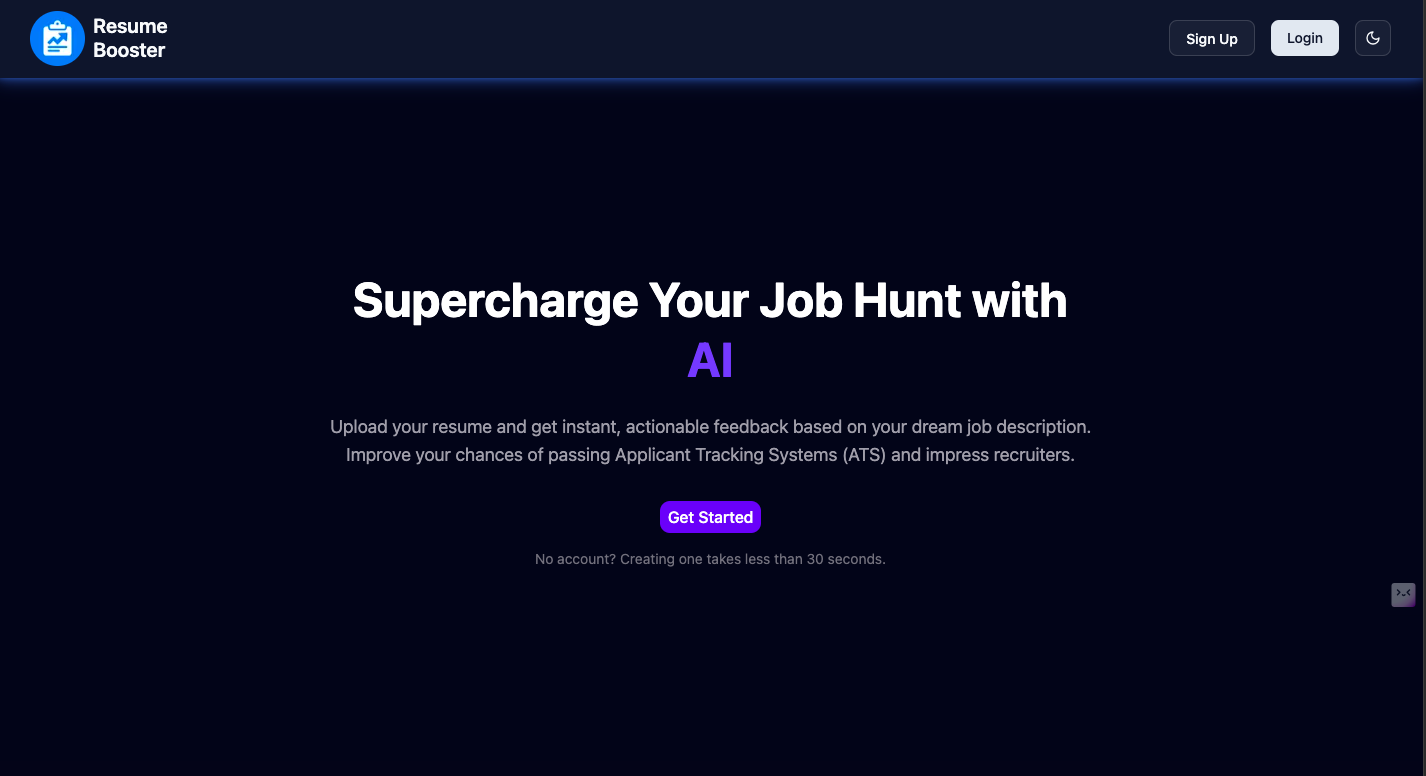 Resume
Booster
Sign Up
Login
Supercharge Your Job Hunt with
AI
Upload your resume and get instant, actionable feedback based on your dream job description.
Improve your chances of passing Applicant Tracking Systems (ATS) and impress recruiters.
Get Started
No account? Creating one takes less than 30 seconds.